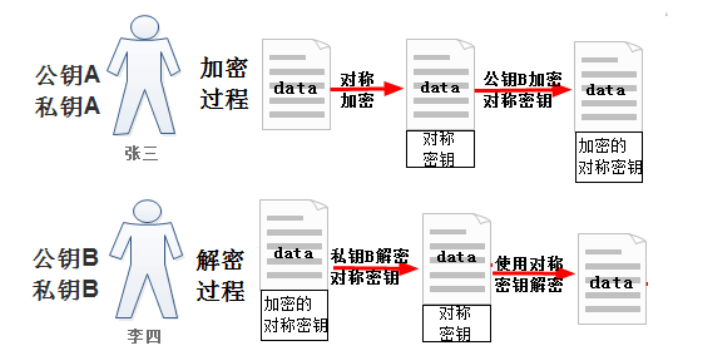 公钥A
私钥A
张三
加密
过程
data
对称
加密
data
对称
密钥
公钥B加密
对称密钥
data
加密的
对称密钥
公钥B
私钥B
李四
解密
过程
data
加密的
对称密钥
私钥B解密
对称密钥
data
对称
密钥
使用对称
密钥解密
data